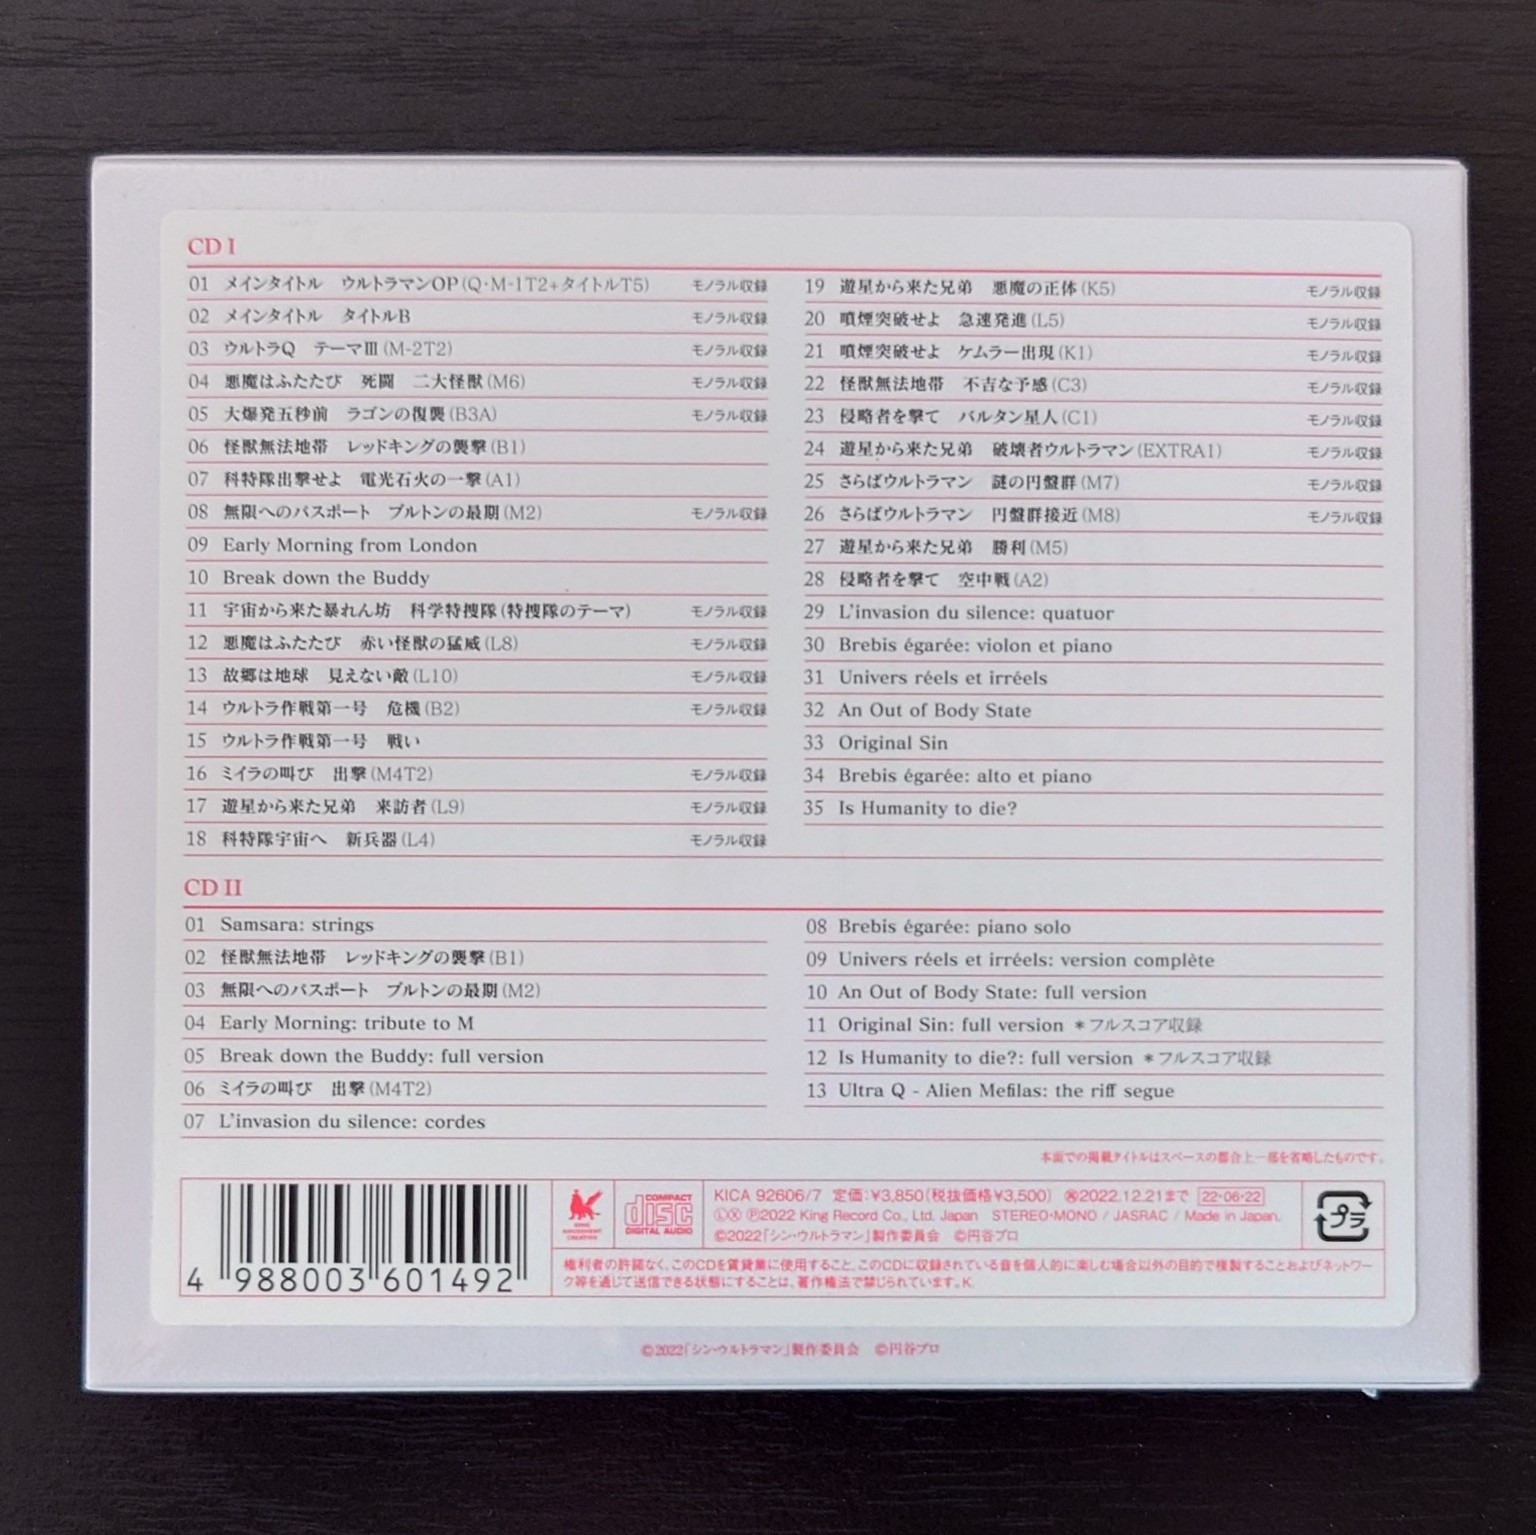 CD I
01 メインタイトル　ウルトラマンOP(Q・M-1T2+タイトルT5) モノラル収録
02 メインタイトル　タイトルB モノラル収録
03 ウルトラQ　テーマⅢ(M-2T2) モノラル収録
04 悪魔はふたたび　死闘　二大怪獣(M6) モノラル収録
05 大爆発五秒前　ラゴンの復襲(B3A) モノラル収録
06 怪獣無法地帯　レッドキングの襲撃(B1)
07 科特隊出撃せよ　電光石火の一撃(A1)
08 無限へのパスポート　ブルトンの最期(M2) モノラル収録
09 Early Morning from London
10 Break down the Buddy
11 宇宙から来た暴れん坊　科学特捜隊(特捜隊のテーマ) モノラル収録
12 悪魔はふたたび　赤い怪獣の猛威(L8) モノラル収録
13 故郷は地球　見えない敵(L10) モノラル収録
14 ウルトラ作戦第一号　危機(B2) モノラル収録
15 ウルトラ作戦第一号　戦い
16 ミイラの叫び　出撃(M4T2) モノラル収録
17 遊星から来た兄弟　来訪者(L9) モノラル収録
18 科特隊宇宙へ　新兵器(L4) モノラル収録
19 遊星から来た兄弟　悪魔の正体(K5) モノラル収録
20 噴煙突破せよ　急速発進(L5) モノラル収録
21 噴煙突破せよ　ケムラー出現(K1) モノラル収録
22 怪獣無法地帯　不吉な予感(C3) モノラル収録
23 侵略者を撃て　バルタン星人(C1) モノラル収録
24 遊星から来た兄弟　破壊者ウルトラマン(EXTRA1) モノラル収録
25 さらばウルトラマン　謎の円盤群(M7) モノラル収録
26 さらばウルトラマン　円盤群接近(M8) モノラル収録
27 遊星から来た兄弟　勝利(M5)
28 侵略者を撃て　空中戦(A2)
29 L'invasion du silence: quatuor
30 Brebis égarée: violon et piano
31 Univers réels et irréels
32 An Out of Body State
33 Original Sin
34 Brebis égarée: alto et piano
35 Is Humanity to die?
CD II
01 Samsara: strings
02 怪獣無法地帯　レッドキングの襲撃(B1)
03 無限へのパスポート　ブルトンの最期(M2)
04 Early Morning: tribute to M
05 Break down the Buddy: full version
06 ミイラの叫び　出撃(M4T2)
07 L'invasion du silence: cordes
08 Brebis égarée: piano solo
09 Univers réels et irréels: version complète
10 An Out of Body State: full version
11 Original Sin: full version ＊フルスコア収録
12 Is Humanity to die?: full version ＊フルスコア収録
13 Ultra Q - Alien Mefilas: the riff segue
本面での掲載タイトルはスペースの都合上一部を省略したものです。
4 988003 601492
KING AMUSEMENT CREATIVE
COMPACT disc DIGITAL AUDIO
KICA 92606/7 定価:¥3,850(税抜価格¥3,500) ㋫2022.12.21まで 22・06・22
ⓁⓍ Ⓟ2022 King Record Co., Ltd. Japan STEREO・MONO / JASRAC / Made in Japan.
©2022「シン・ウルトラマン」製作委員会　©円谷プロ
プラ
権利者の許諾なく、このCDを賃貸業に使用すること、このCDに収録されている音を個人的に楽しむ場合以外の目的で複製することおよびネットワー
ク等を通じて送信できる状態にすることは、著作権法で禁じられています。K.
©2022「シン・ウルトラマン」製作委員会　©円谷プロ